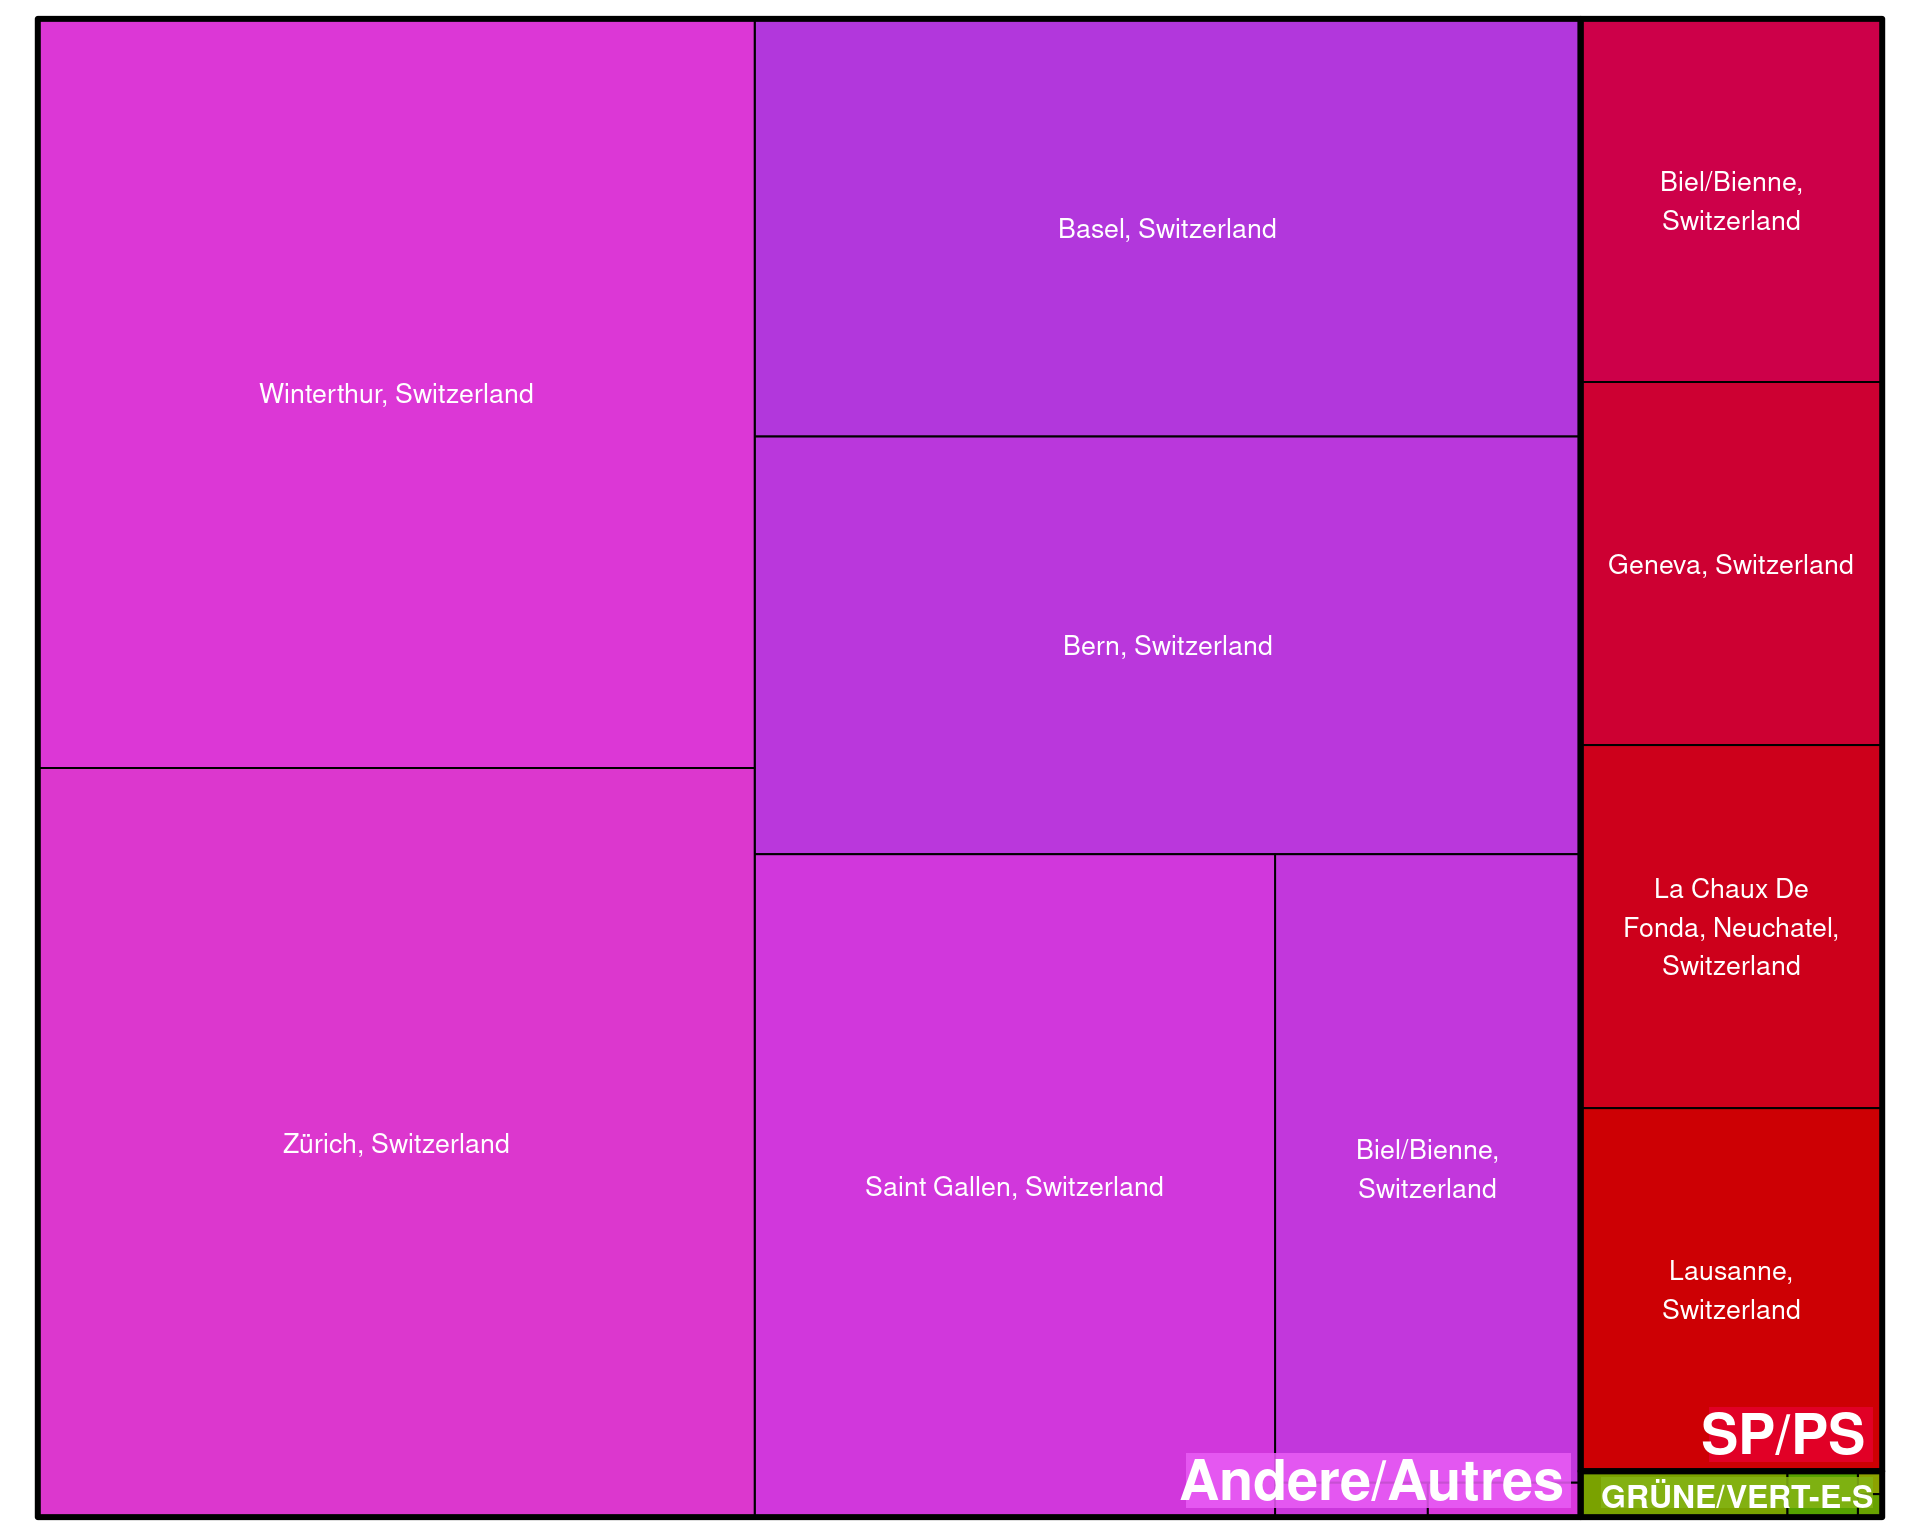 Winterthur, Switzerland
Zürich, Switzerland
Basel, Switzerland
Bern, Switzerland
Saint Gallen, Switzerland
Biel/Bienne,
Switzerland
Andere/Autres
Biel/Bienne,
Switzerland
Geneva, Switzerland
La Chaux De
Fonda, Neuchatel,
Switzerland
Lausanne,
Switzerland
SP/PS
GRÜNE/VERT-E-S